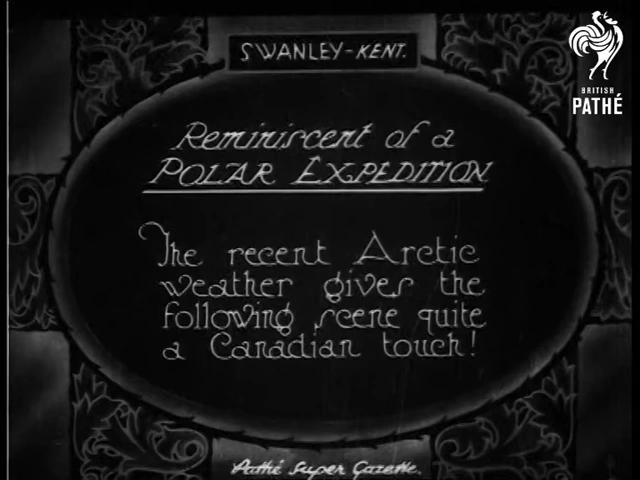 SWANLEY-KENT.
BRITISH
PATHÉ
Reminiscent of a
POLAR EXPEDITION
The recent Arctic
weather gives the
following scene quite
a Canadian touch!
Pathé Super Gazette.